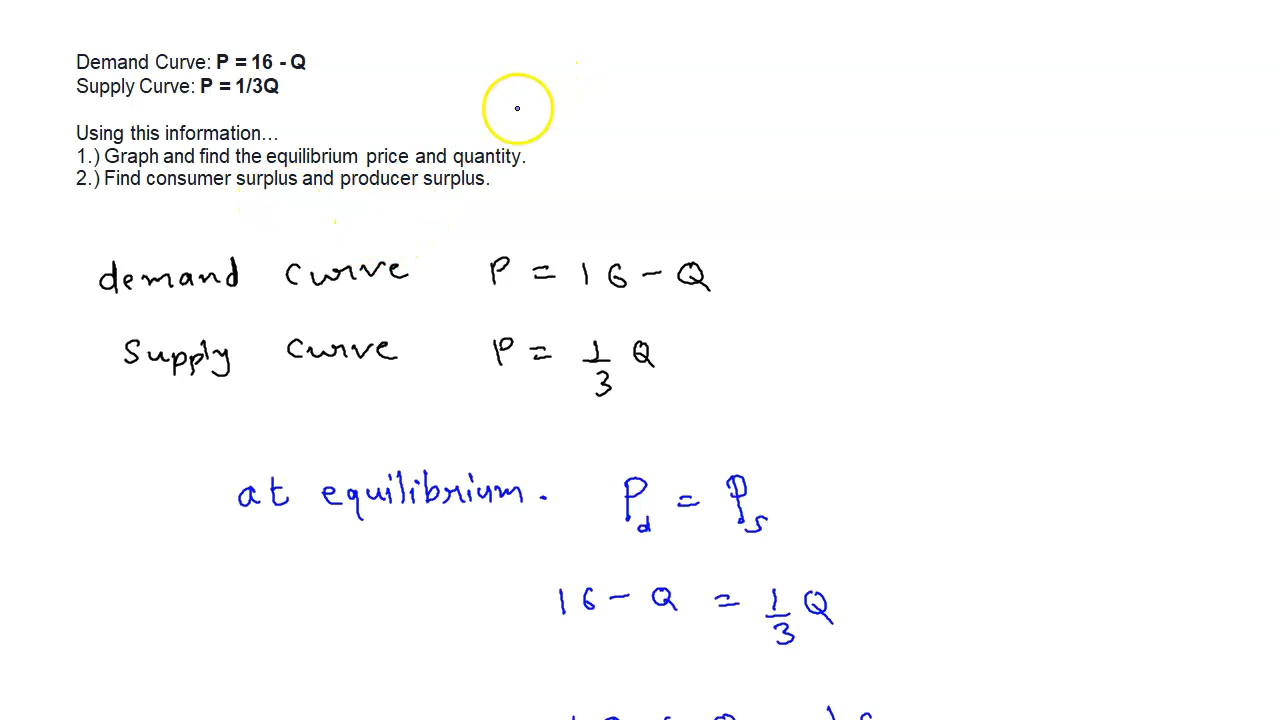 Demand Curve: P = 16 - Q
Supply Curve: P = 1/3Q
Using this information...
1.) Graph and find the equilibrium price and quantity.
2.) Find consumer surplus and producer surplus.
demand curve P = 16 - Q
Supply curve P = 1/3 Q
at equilibrium. Pd = Ps
16 - Q = 1/3 Q